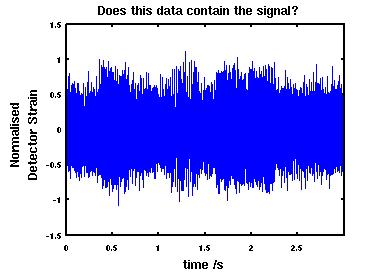 Does this data contain the signal?
1.5
1
0.5
0
-0.5
-1
-1.5
Normalised
Detector Strain
0 0.5 1 1.5 2 2.5
time /s